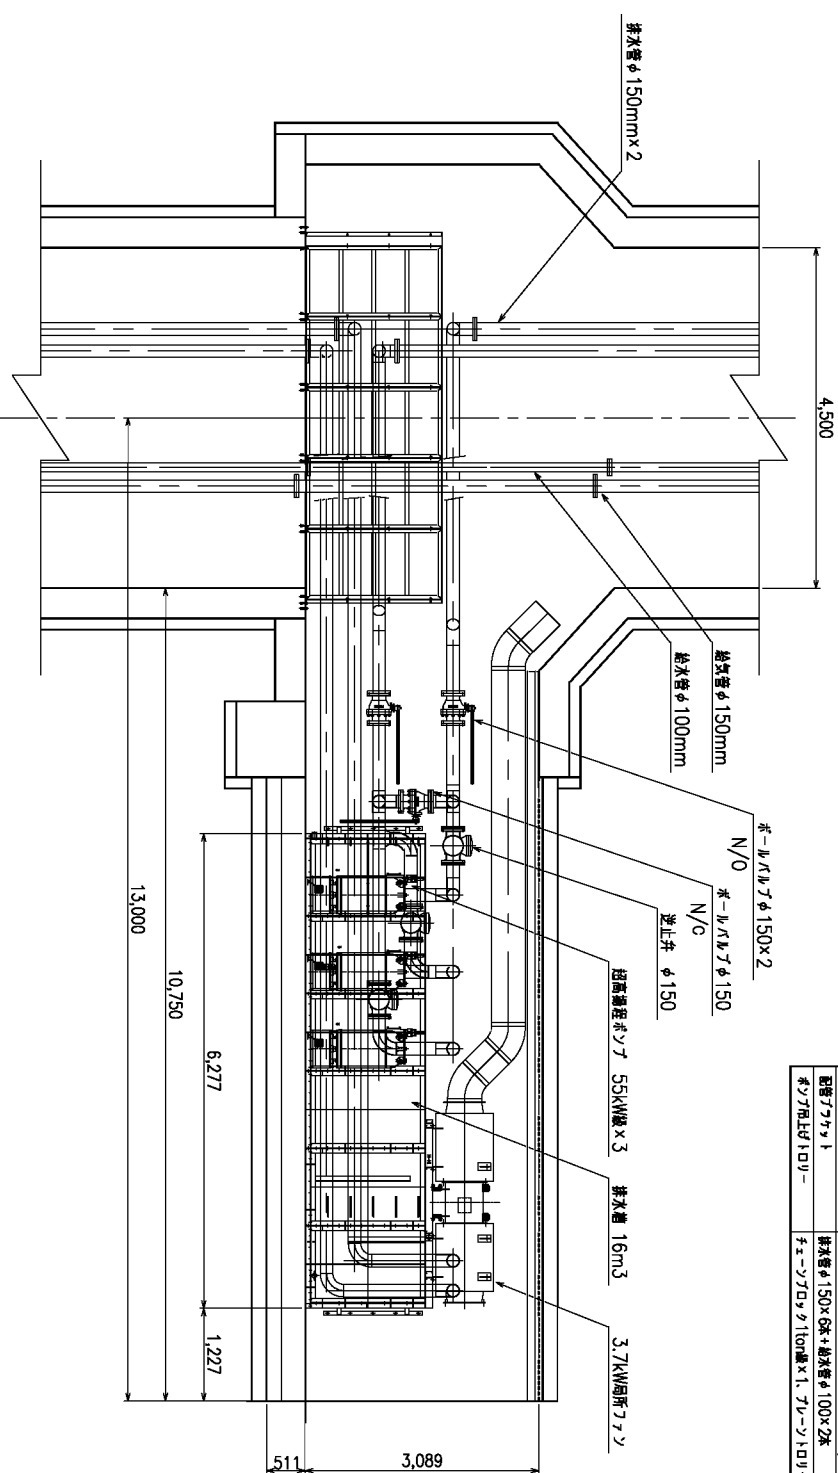 排水管φ150mm×2
4,500
給気管φ150mm
給水管φ100mm
ボールバルブφ150×2
N/O
ボールバルブφ150
N/C
逆止弁 φ150
超高揚程ポンプ 55kW級×3
排水槽 16m3
3.7kW局所ファン
13,000
10,750
6,277
1,227
511
3,089
配管ブラケット
排水管φ150×6本+給水管φ100×2本
ポンプ吊上げトロリー
チェーンブロック1ton級×1、プレーントロリー